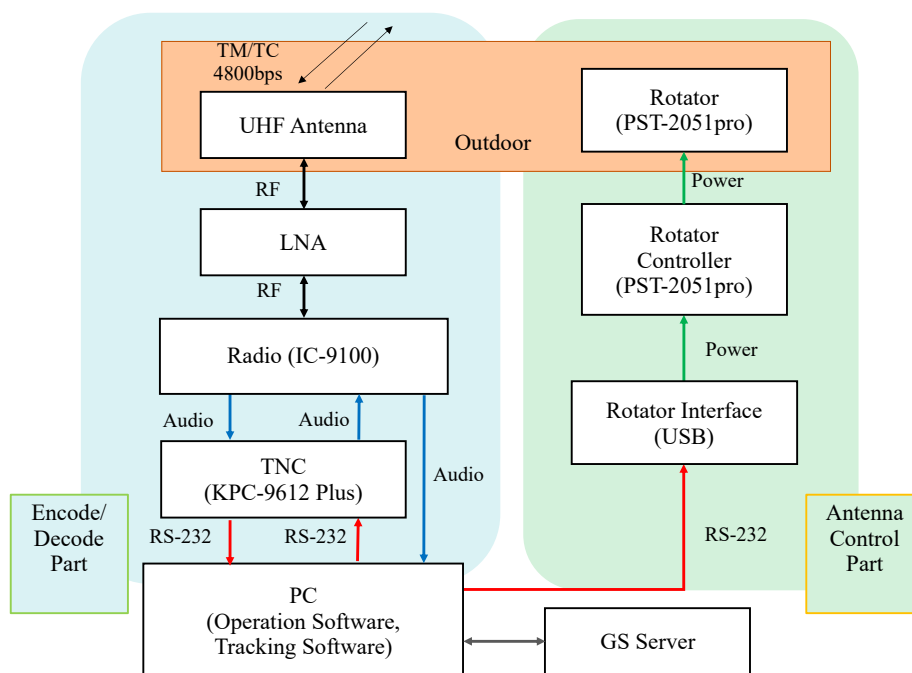 TM/TC
4800bps
UHF Antenna
Outdoor
Rotator
(PST-2051pro)
RF
Power
LNA
Rotator
Controller
(PST-2051pro)
RF
Radio (IC-9100)
Power
Audio
Audio
Rotator Interface
(USB)
TNC
(KPC-9612 Plus)
Audio
Encode/
Decode
Part
RS-232
RS-232
RS-232
Antenna
Control
Part
PC
(Operation Software,
Tracking Software)
GS Server